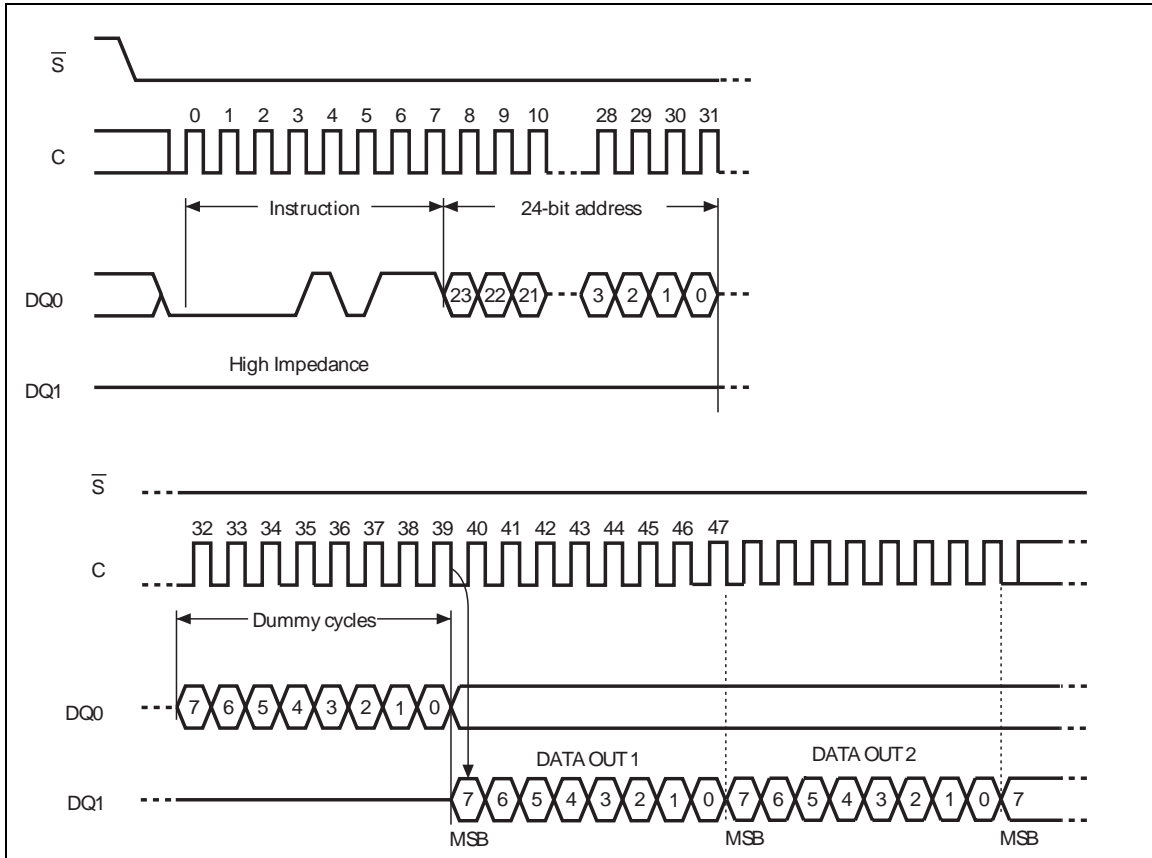 S
0 1 2 3 4 5 6 7 8 9 10 28 29 30 31
C
Instruction 24-bit address
DQ0 23 22 21 3 2 1 0
High Impedance
DQ1
S
32 33 34 35 36 37 38 39 40 41 42 43 44 45 46 47
C
Dummy cycles
DQ0 7 6 5 4 3 2 1 0
DATA OUT 1 DATA OUT 2
DQ1 7 6 5 4 3 2 1 0 7 6 5 4 3 2 1 0 7
MSB MSB MSB